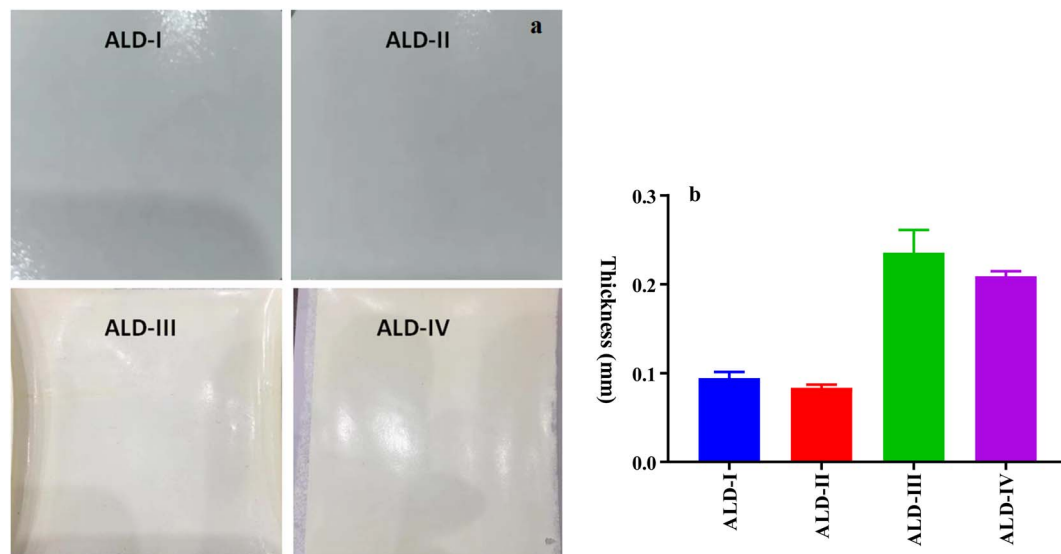 ALD-I
ALD-II
a
ALD-III
ALD-IV
b
Thickness (mm)
0.3
0.2
0.1
0.0
ALD-I
ALD-II
ALD-III
ALD-IV